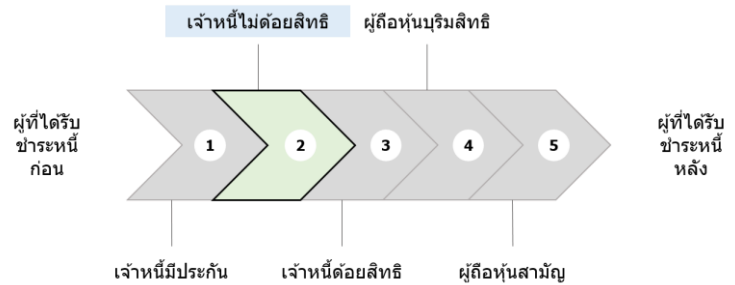 เจ้าหนี้ไม่ด้อยสิทธิ
ผู้ถือหุ้นบุริมสิทธิ
ผู้ที่ได้รับ
ชำระหนี้
ก่อน
1
2
3
4
5
ผู้ที่ได้รับ
ชำระหนี้
หลัง
เจ้าหนี้มีประกัน
เจ้าหนี้ด้อยสิทธิ
ผู้ถือหุ้นสามัญ